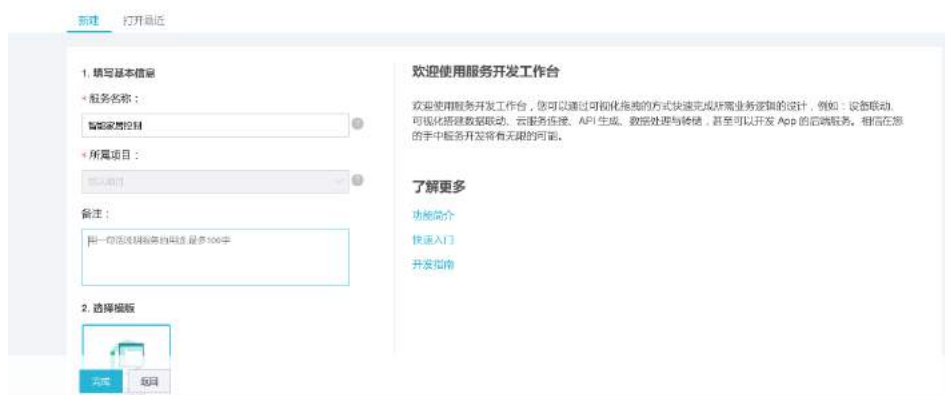 新建 打开最近
1. 填写基本信息
* 服务名称：
智能家居控制
* 所属项目：
默认项目
备注：
用一句话说明服务的用途,最多100字
2. 选择模版
完成 返回
欢迎使用服务开发工作台
欢迎使用服务开发工作台，您可以通过可视化拖拽的方式快速完成所需业务逻辑的设计，例如：设备联动、
可视化搭建数据联动、云服务连接、API 生成、数据处理与转储，甚至可以开发 App 的后端服务。相信在您
的手中服务开发将有无限的可能。
了解更多
功能简介
快速入门
开发指南